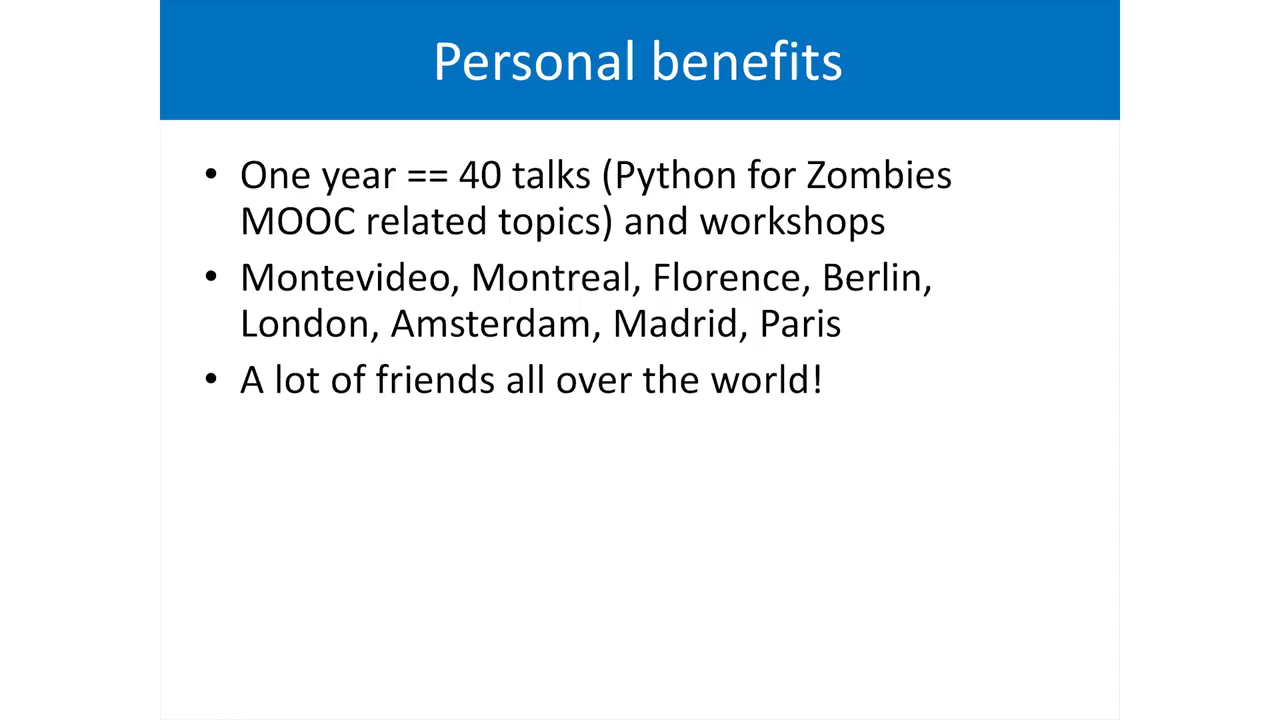 Personal benefits
• One year == 40 talks (Python for Zombies
MOOC related topics) and workshops
• Montevideo, Montreal, Florence, Berlin,
London, Amsterdam, Madrid, Paris
• A lot of friends all over the world!